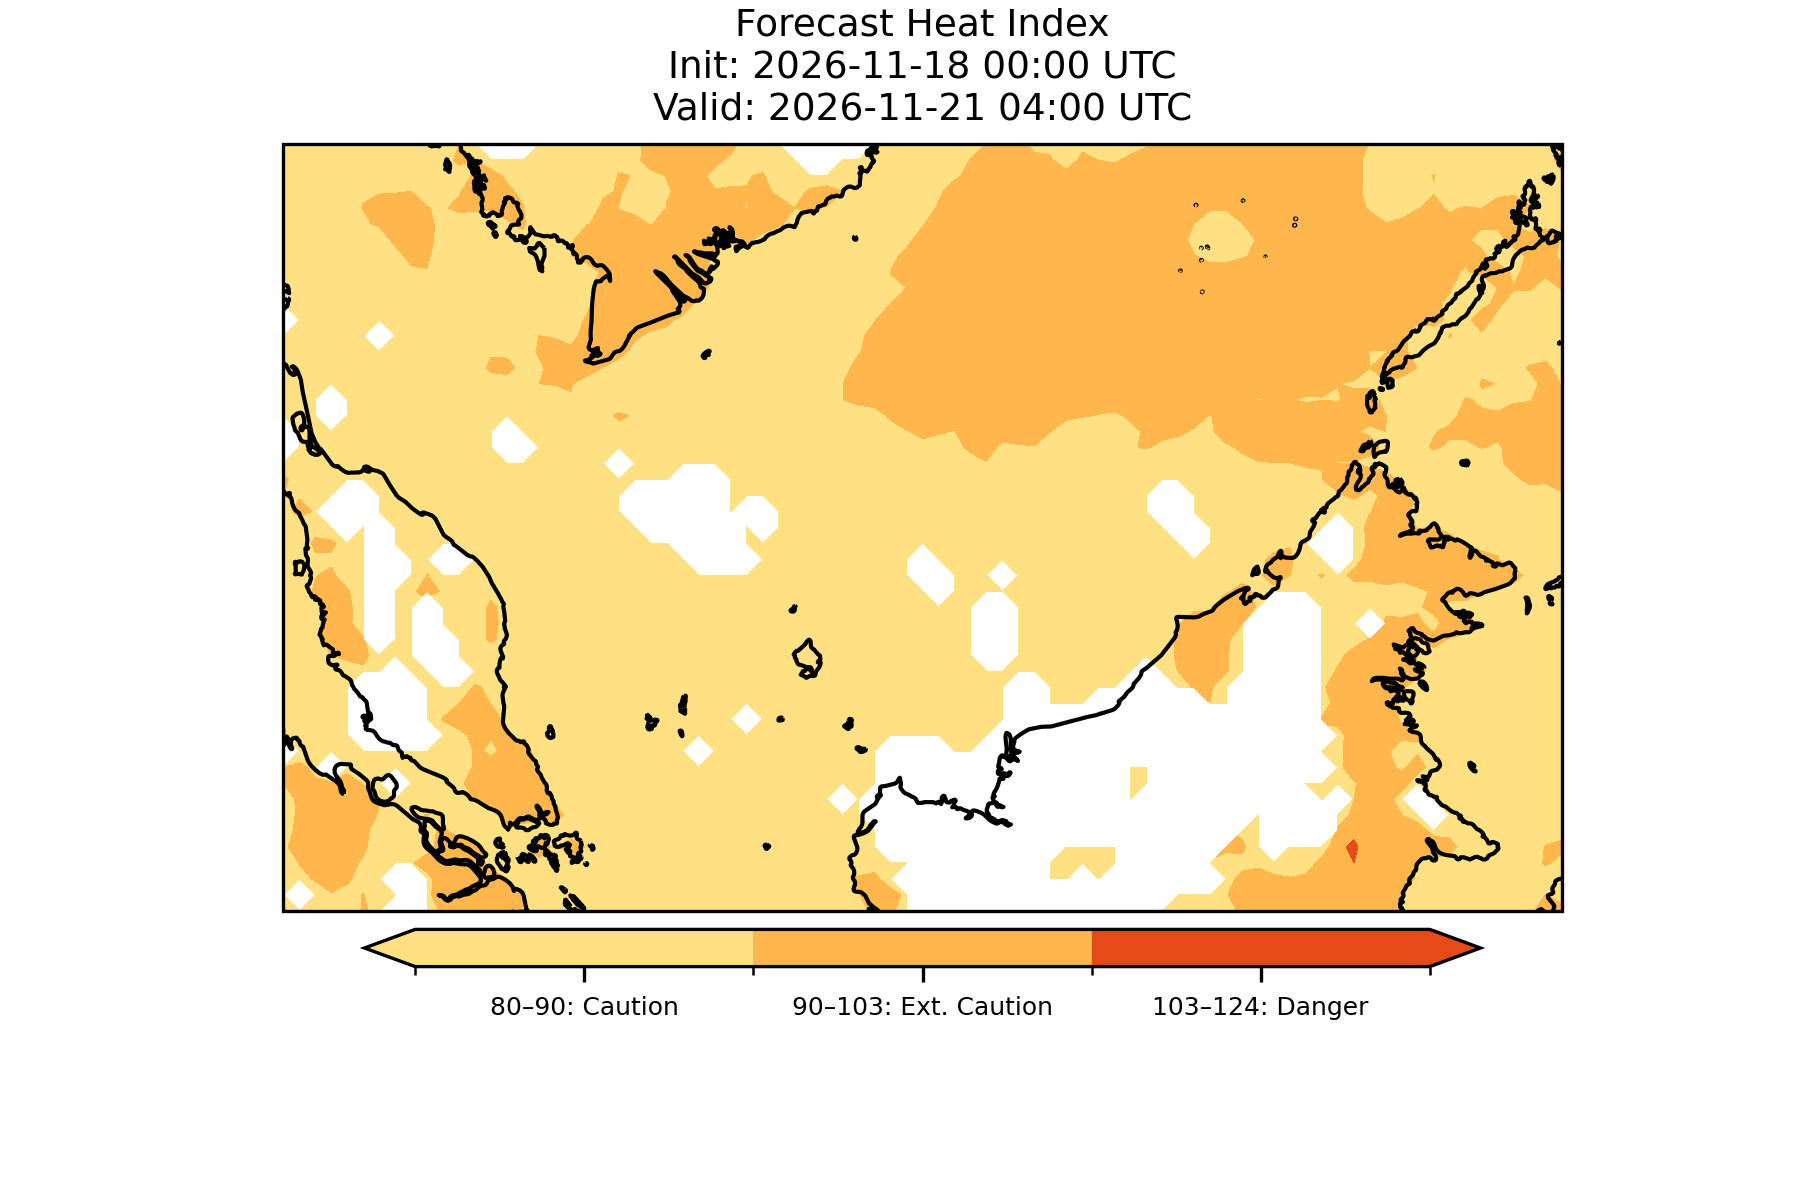 Forecast Heat Index
Init: 2026-11-18 00:00 UTC
Valid: 2026-11-21 04:00 UTC
80–90: Caution
90–103: Ext. Caution
103–124: Danger